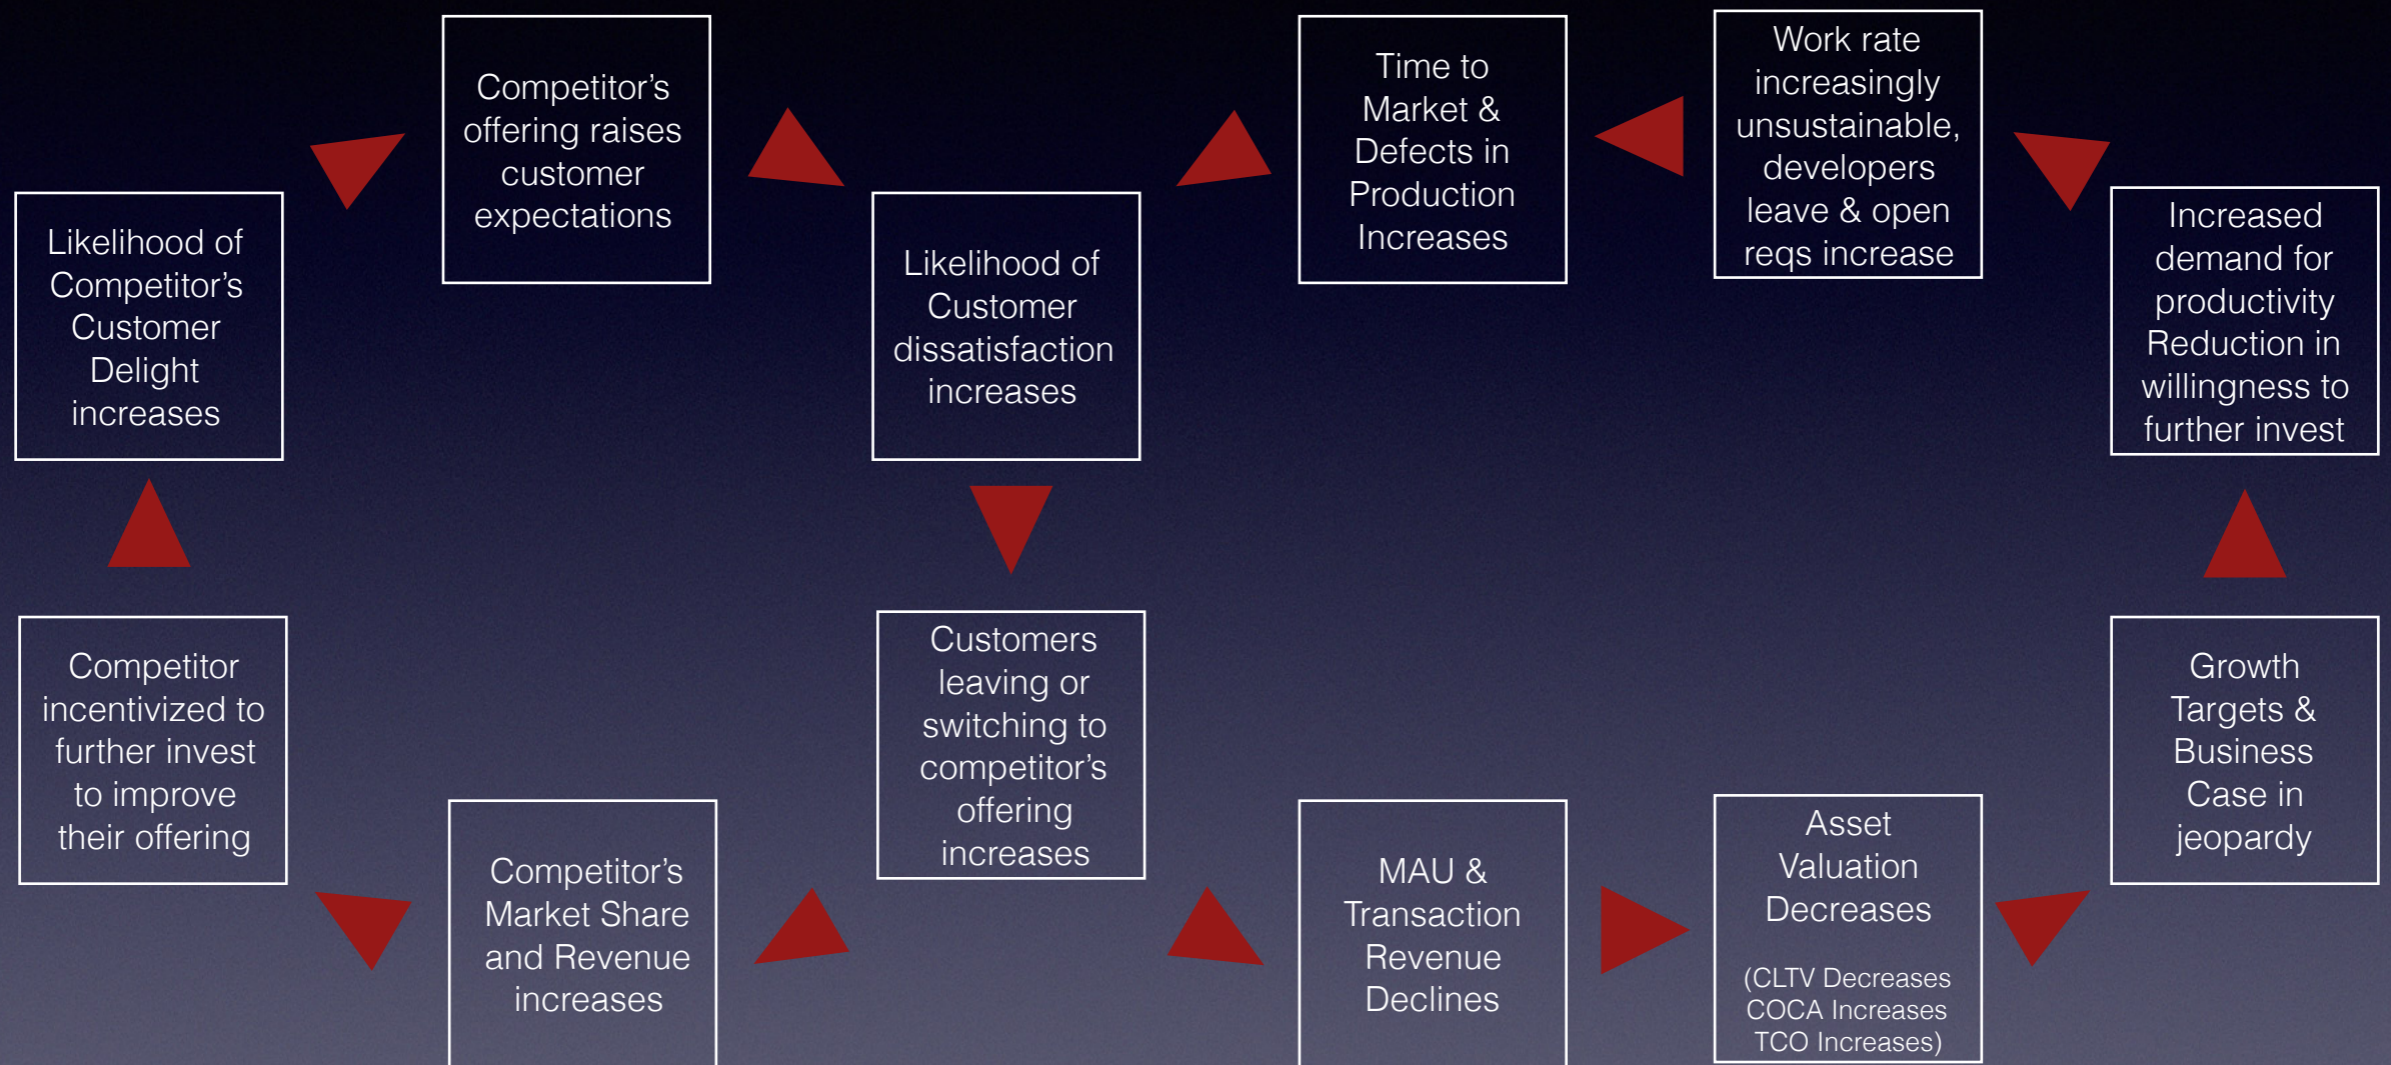 Competitor’s
offering raises
customer
expectations
Time to
Market &
Defects in
Production
Increases
Work rate
increasingly
unsustainable,
developers
leave & open
reqs increase
Likelihood of
Competitor’s
Customer
Delight
increases
Likelihood of
Customer
dissatisfaction
increases
Increased
demand for
productivity
Reduction in
willingness to
further invest
Competitor
incentivized to
further invest
to improve
their offering
Customers
leaving or
switching to
competitor’s
offering
increases
Growth
Targets &
Business
Case in
jeopardy
Competitor’s
Market Share
and Revenue
increases
MAU &
Transaction
Revenue
Declines
Asset
Valuation
Decreases
(CLTV Decreases
COCA Increases
TCO Increases)